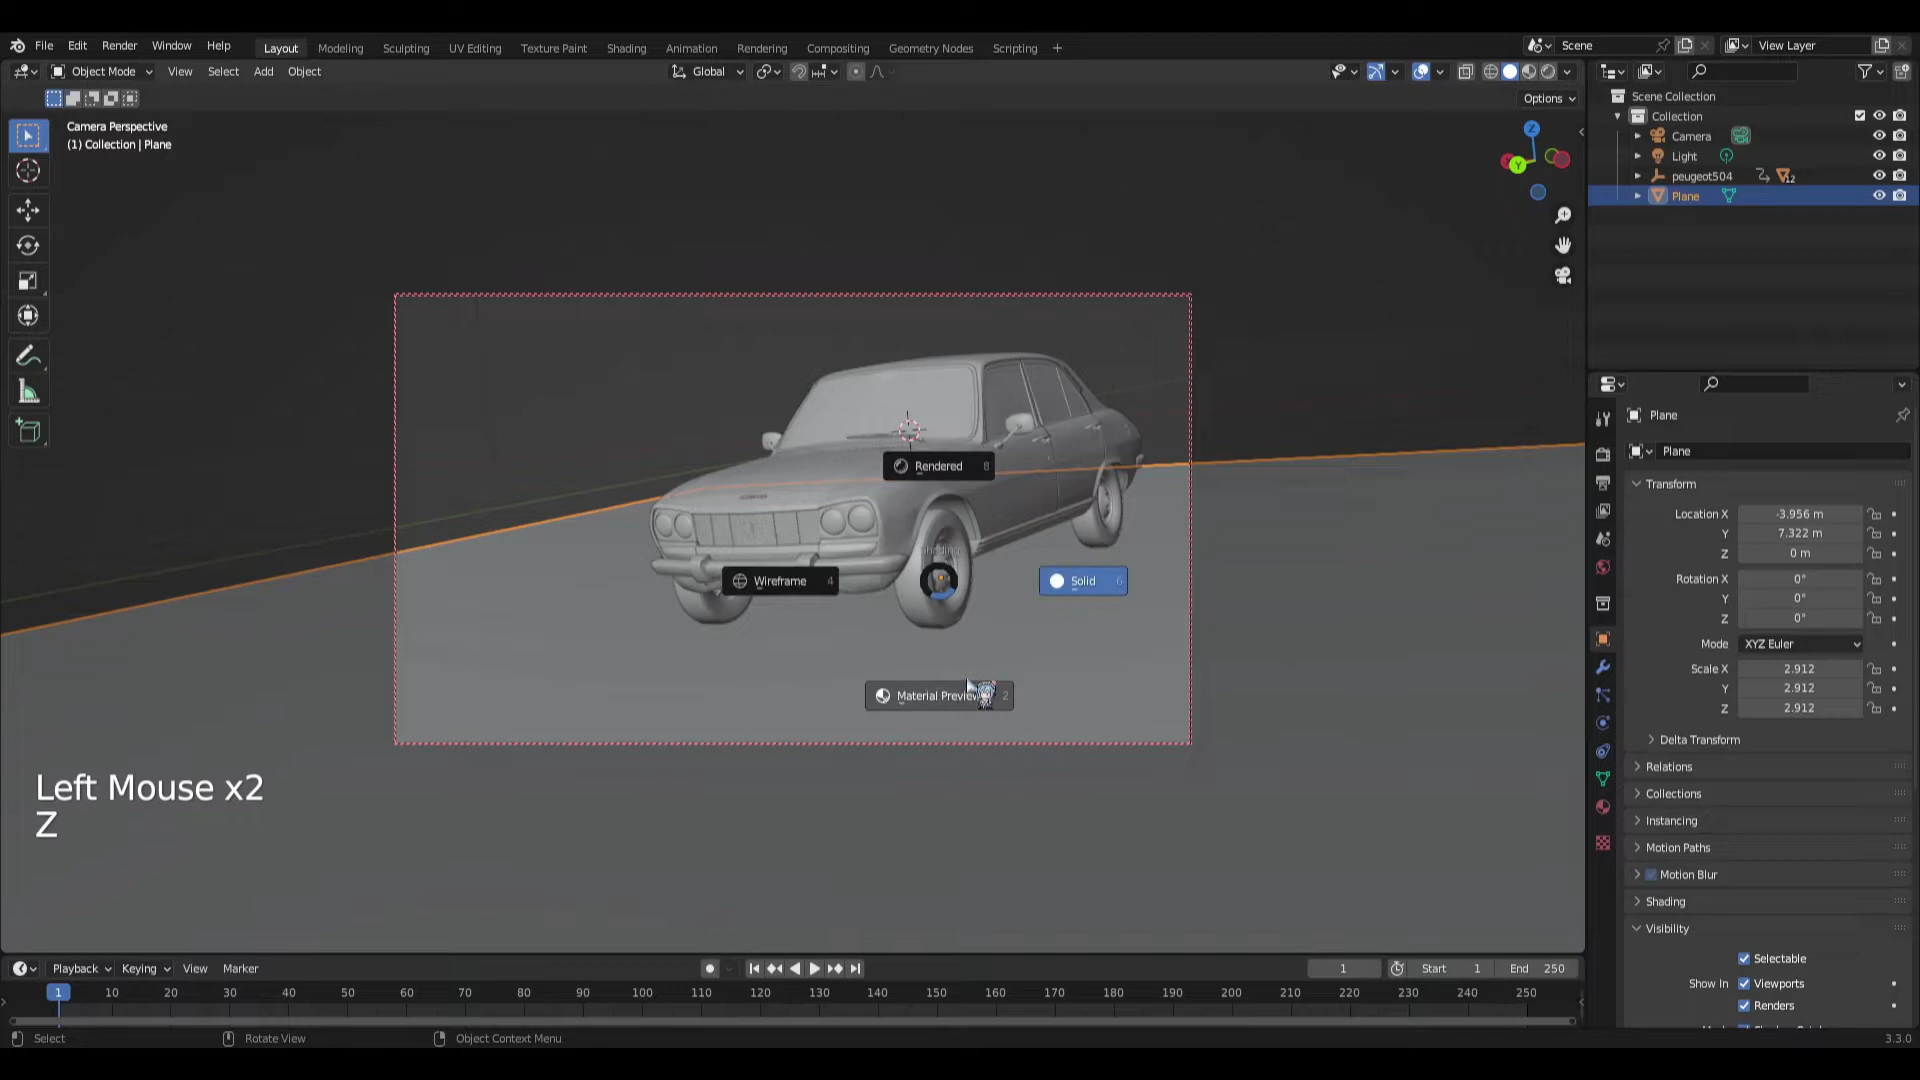 File Edit Render Window Help Layout Modeling Sculpting UV Editing Texture Paint Shading Animation Rendering Compositing Geometry Nodes Scripting + Scene View Layer
Object Mode View Select Add Object Global
Options
Camera Perspective
(1) Collection | Plane
Z
Y
Scene Collection
Collection
Camera
Light
peugeot504 12
Plane
Rendered 8
Shading
Wireframe 4
Solid 6
Material Preview 2
Left Mouse x2
Z
Plane
Plane
Transform
Location X -3.956 m
Y 7.322 m
Z 0 m
Rotation X 0°
Y 0°
Z 0°
Mode XYZ Euler
Scale X 2.912
Y 2.912
Z 2.912
Delta Transform
Relations
Collections
Instancing
Motion Paths
Motion Blur
Shading
Visibility
Selectable
Show In Viewports
Renders
Playback Keying View Marker 1 Start 1 End 250
1 10 20 30 40 50 60 70 80 90 100 110 120 130 140 150 160 170 180 190 200 210 220 230 240 250
Select Rotate View Object Context Menu 3.3.0